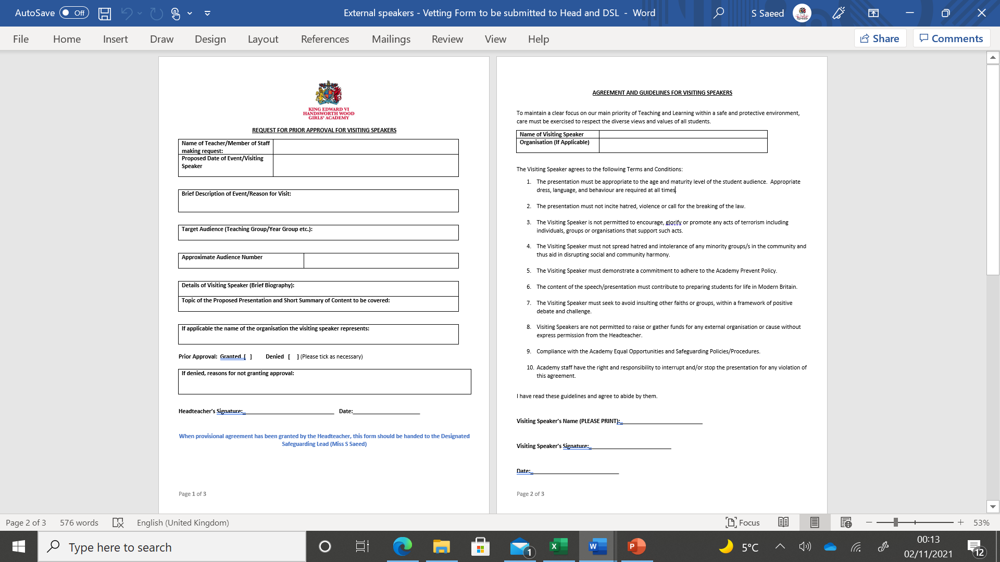 AutoSave Off
External speakers - Vetting Form to be submitted to Head and DSL - Word
S Saeed
File Home Insert Draw Design Layout References Mailings Review View Help
Share Comments
KING EDWARD VI
HANDSWORTH WOOD
GIRLS' ACADEMY
REQUEST FOR PRIOR APPROVAL FOR VISITING SPEAKERS
Name of Teacher/Member of Staff
making request:
Proposed Date of Event/Visiting
Speaker
Brief Description of Event/Reason for Visit:
Target Audience (Teaching Group/Year Group etc.):
Approximate Audience Number
Details of Visiting Speaker (Brief Biography):
Topic of the Proposed Presentation and Short Summary of Content to be covered:
If applicable the name of the organisation the visiting speaker represents:
Prior Approval: Granted [ ] Denied [ ] (Please tick as necessary)
If denied, reasons for not granting approval:
Headteacher's Signature:_____________________________ Date:______________________
When provisional agreement has been granted by the Headteacher, this form should be handed to the Designated
Safeguarding Lead (Miss S Saeed)
Page 1 of 3
AGREEMENT AND GUIDELINES FOR VISITING SPEAKERS
To maintain a clear focus on our main priority of Teaching and Learning within a safe and protective environment,
care must be exercised to respect the diverse views and values of all students.
Name of Visiting Speaker
Organisation (If Applicable)
The Visiting Speaker agrees to the following Terms and Conditions:
1. The presentation must be appropriate to the age and maturity level of the student audience. Appropriate
dress, language, and behaviour are required at all times.
2. The presentation must not incite hatred, violence or call for the breaking of the law.
3. The Visiting Speaker is not permitted to encourage, glorify or promote any acts of terrorism including
individuals, groups or organisations that support such acts.
4. The Visiting Speaker must not spread hatred and intolerance of any minority groups/s in the community and
thus aid in disrupting social and community harmony.
5. The Visiting Speaker must demonstrate a commitment to adhere to the Academy Prevent Policy.
6. The content of the speech/presentation must contribute to preparing students for life in Modern Britain.
7. The Visiting Speaker must seek to avoid insulting other faiths or groups, within a framework of positive
debate and challenge.
8. Visiting Speakers are not permitted to raise or gather funds for any external organisation or cause without
express permission from the Headteacher.
9. Compliance with the Academy Equal Opportunities and Safeguarding Policies/Procedures.
10. Academy staff have the right and responsibility to interrupt and/or stop the presentation for any violation of
this agreement.
I have read these guidelines and agree to abide by them.
Visiting Speaker's Name (PLEASE PRINT):___________________________
Visiting Speaker's Signature:___________________________
Date:_____________________________
Page 2 of 3
Page 2 of 3 576 words English (United Kingdom)
Focus 53%
Type here to search
1
5°C
00:13
02/11/2021
12